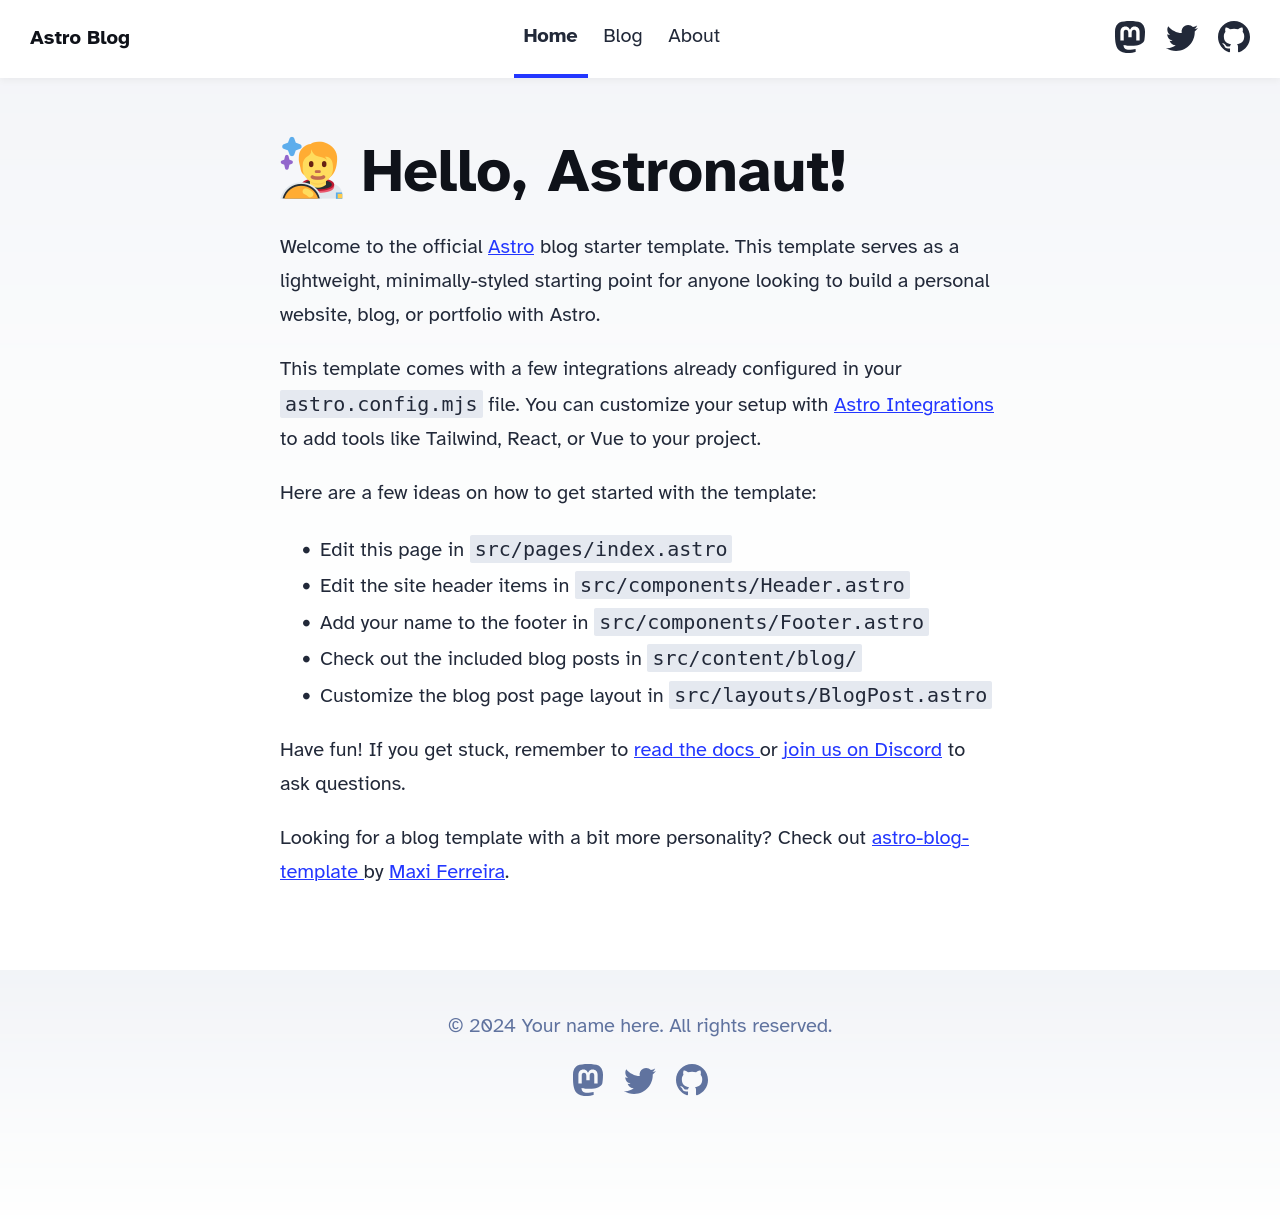 Astro Blog
Home Blog About
🧑‍🚀 Hello, Astronaut!
Welcome to the official Astro blog starter template. This template serves as a
lightweight, minimally-styled starting point for anyone looking to build a personal
website, blog, or portfolio with Astro.
This template comes with a few integrations already configured in your
astro.config.mjs file. You can customize your setup with Astro Integrations
to add tools like Tailwind, React, or Vue to your project.
Here are a few ideas on how to get started with the template:
• Edit this page in src/pages/index.astro
• Edit the site header items in src/components/Header.astro
• Add your name to the footer in src/components/Footer.astro
• Check out the included blog posts in src/content/blog/
• Customize the blog post page layout in src/layouts/BlogPost.astro
Have fun! If you get stuck, remember to read the docs or join us on Discord to
ask questions.
Looking for a blog template with a bit more personality? Check out astro-blog-
template by Maxi Ferreira.
© 2024 Your name here. All rights reserved.